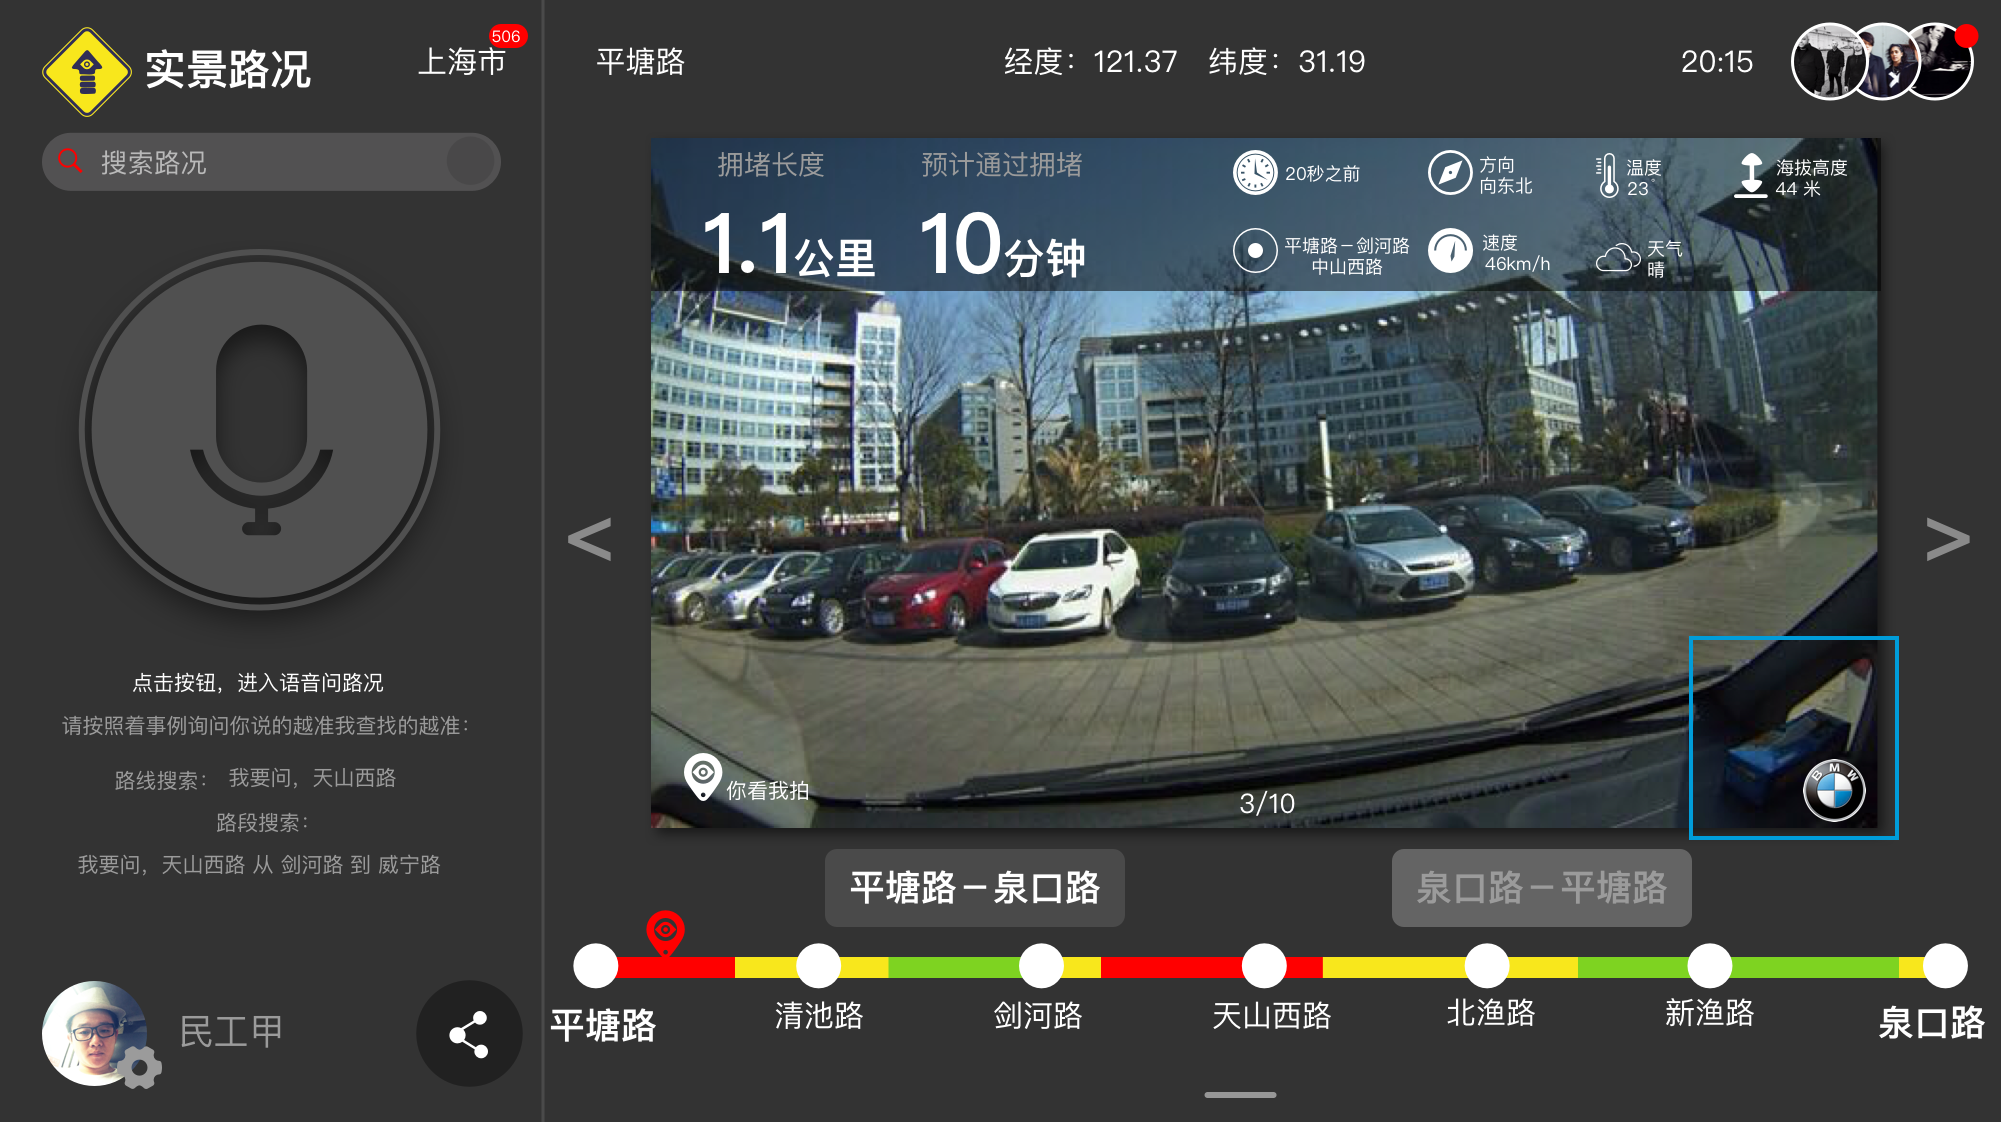 实景路况
上海市
506
搜索路况
点击按钮，进入语音问路况
请按照着事例询问你说的越准我查找的越准：
路线搜索： 我要问，天山西路
路段搜索：
我要问，天山西路 从 剑河路 到 威宁路
民工甲
平塘路
经度：121.37 纬度：31.19
20:15
拥堵长度
1.1公里
预计通过拥堵
10分钟
20秒之前
方向
向东北
温度
23°
海拔高度
44 米
平塘路－剑河路
中山西路
速度
46km/h
天气
晴
<
>
你看我拍
3/10
BMW
平塘路－泉口路
泉口路－平塘路
平塘路
清池路
剑河路
天山西路
北渔路
新渔路
泉口路